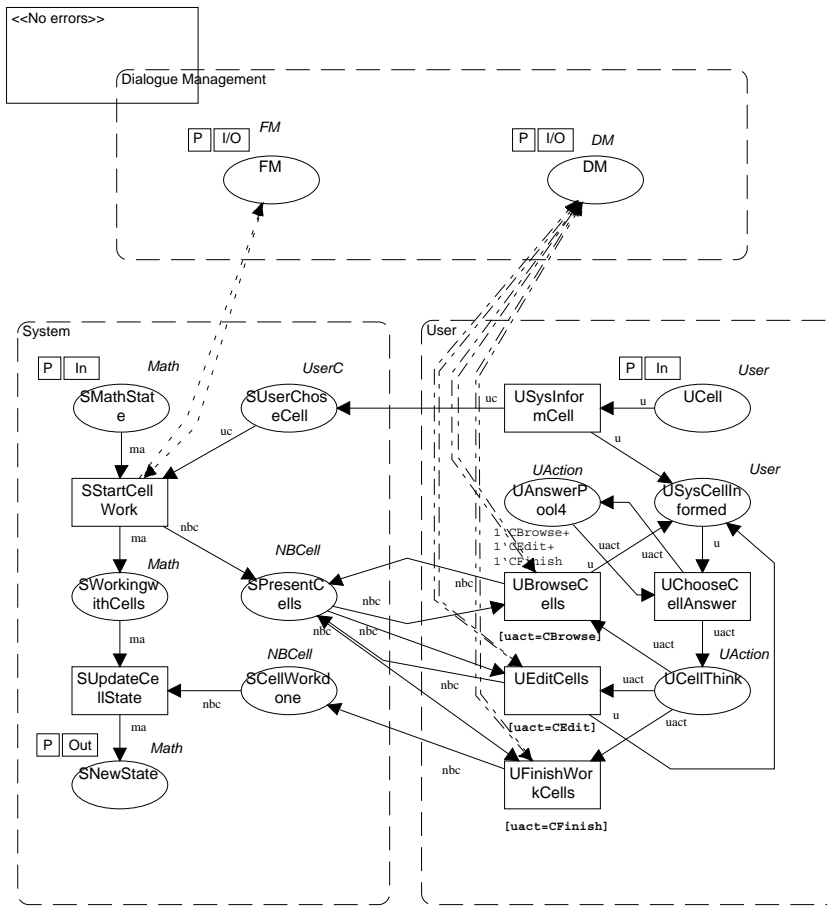 <<No errors>>
Dialogue Management
P I/O FM
FM
P I/O DM
DM
System
User
P In Math
SMathStat
e
UserC
SUserChos
eCell
uc
USysInfor
mCell
P In User
UCell
u
ma
uc
u
SStartCell
Work
UAction
UAnswerP
ool4
User
USysCellIn
formed
1`CBrowse+
1`CEdit+
1`CFinish
ma
nbc
uact
uact
u
Math
SWorkingw
ithCells
NBCell
SPresentC
ells
nbc
u
UBrowseC
ells
UChooseC
ellAnswer
nbc
nbc
nbc
[uact=CBrowse]
uact
uact
ma
NBCell
UAction
SUpdateCe
llState
nbc
SCellWorkd
one
nbc
UEditCells
uact
UCellThink
u
uact
[uact=CEdit]
ma
P Out Math
SNewState
nbc
UFinishWor
kCells
[uact=CFinish]